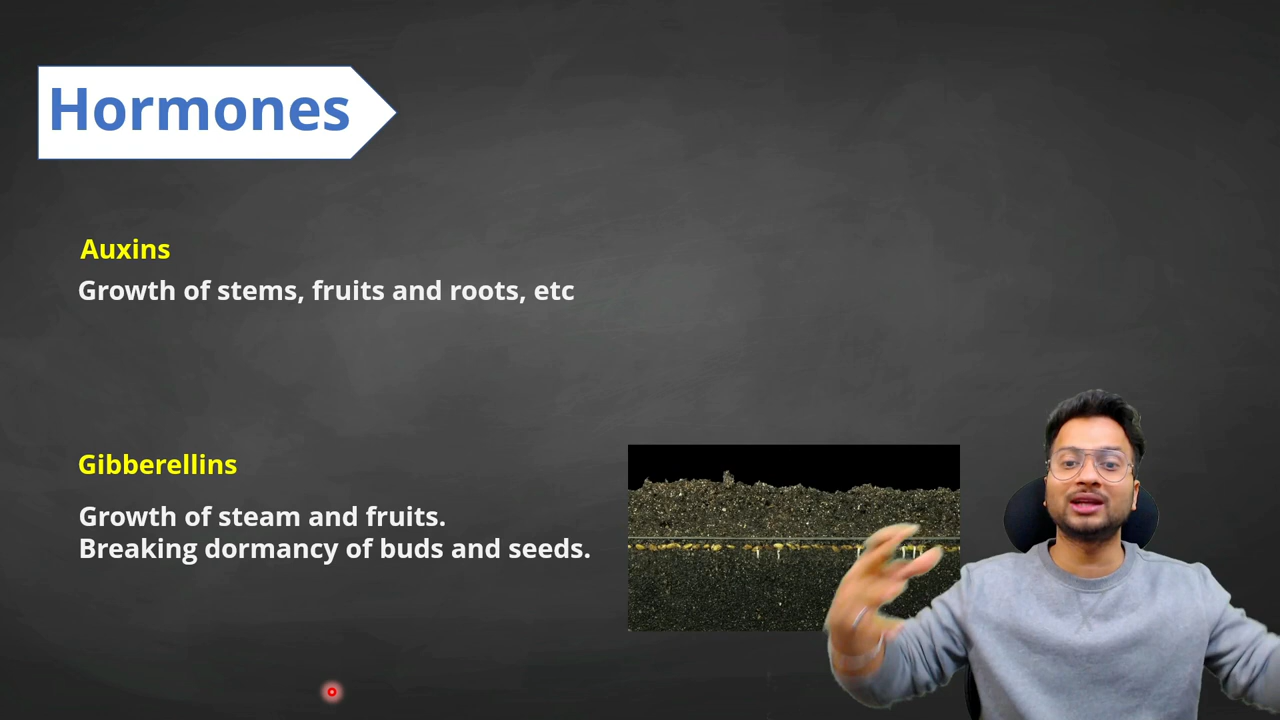 Hormones
Auxins
Growth of stems, fruits and roots, etc
Gibberellins
Growth of steam and fruits.
Breaking dormancy of buds and seeds.